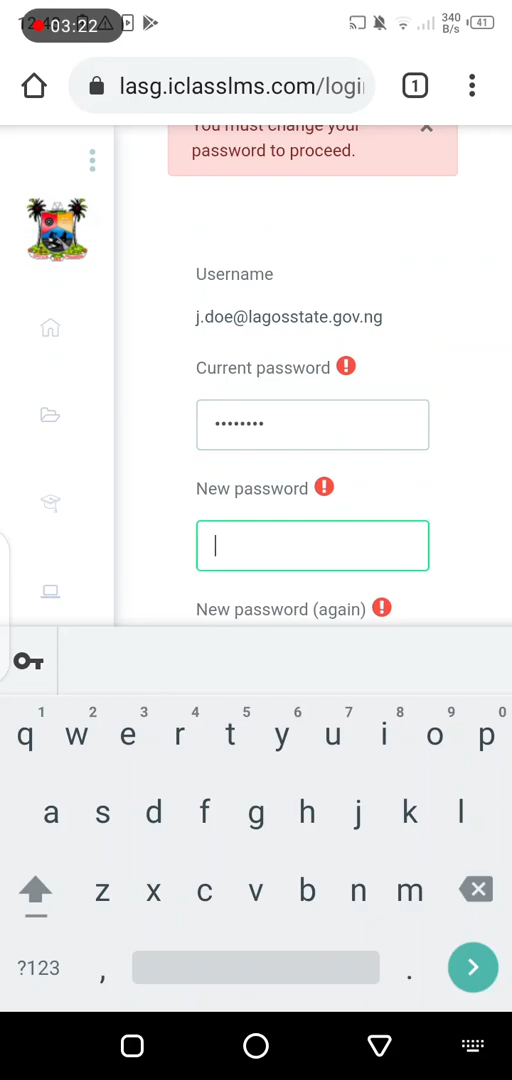 03:22
340
B/s
41
lasg.iclasslms.com/logi
1
You must change your
password to proceed.
Username
j.doe@lagosstate.gov.ng
Current password
New password
New password (again)
1 2 3 4 5 6 7 8 9 0
q w e r t y u i o p
a s d f g h j k l
z x c v b n m
?123 , .